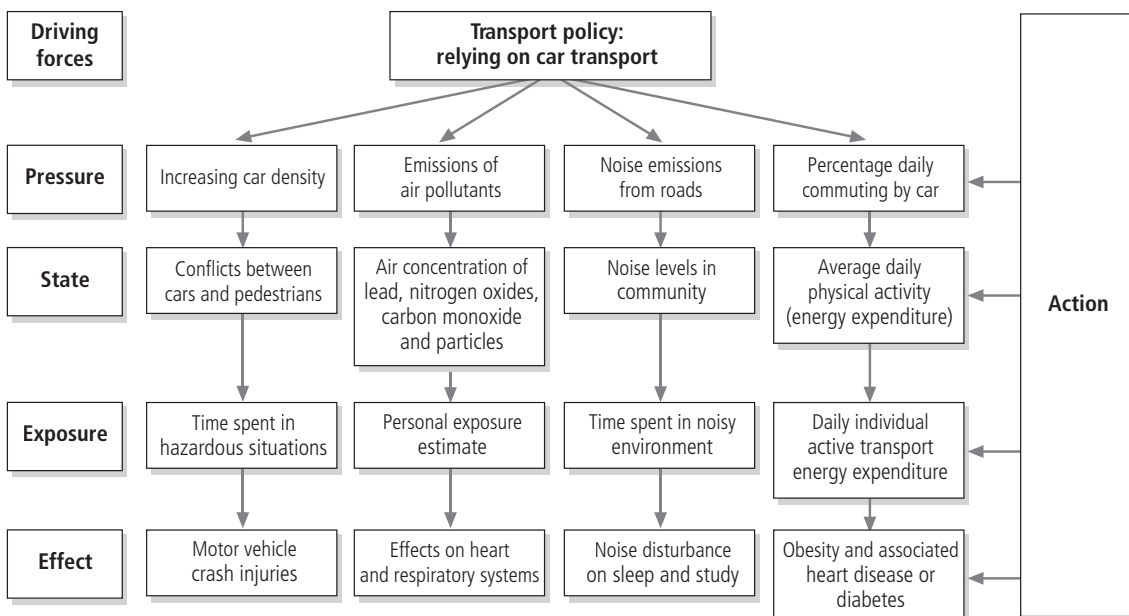 Driving
forces
Transport policy:
relying on car transport
Pressure
Increasing car density
Emissions of
air pollutants
Noise emissions
from roads
Percentage daily
commuting by car
State
Conflicts between
cars and pedestrians
Air concentration of
lead, nitrogen oxides,
carbon monoxide
and particles
Noise levels in
community
Average daily
physical activity
(energy expenditure)
Action
Exposure
Time spent in
hazardous situations
Personal exposure
estimate
Time spent in noisy
environment
Daily individual
active transport
energy expenditure
Effect
Motor vehicle
crash injuries
Effects on heart
and respiratory systems
Noise disturbance
on sleep and study
Obesity and associated
heart disease or
diabetes